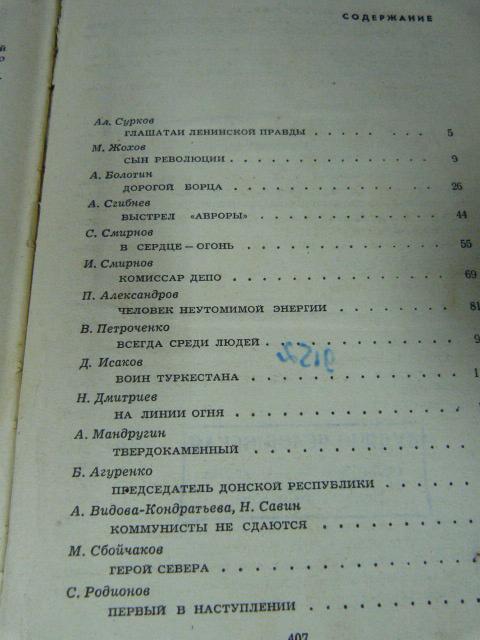 СОДЕРЖАНИЕ
Ал. Сурков
ГЛАШАТАИ ЛЕНИНСКОЙ ПРАВДЫ . . . . . . . . 5
М. Жохов
СЫН РЕВОЛЮЦИИ . . . . . . . . . . . . 9
А. Болотин
ДОРОГОЙ БОРЦА . . . . . . . . . . . . 26
А. Сгибнев
ВЫСТРЕЛ «АВРОРЫ» . . . . . . . . . . . 44
С. Смирнов
В СЕРДЦЕ — ОГОНЬ . . . . . . . . . . . 55
И. Смирнов
КОМИССАР ДЕПО . . . . . . . . . . . . 69
П. Александров
ЧЕЛОВЕК НЕУТОМИМОЙ ЭНЕРГИИ . . . . . . . 81
В. Петроченко
ВСЕГДА СРЕДИ ЛЮДЕЙ . . . . . . . . . . 9
Д. Исаков
ВОИН ТУРКЕСТАНА . . . . . . . . . . . 1
Н. Дмитриев
НА ЛИНИИ ОГНЯ . . . . . . . . . . . .
А. Мандругин
ТВЕРДОКАМЕННЫЙ . . . . . . . . . . .
Б. Агуренко
ПРЕДСЕДАТЕЛЬ ДОНСКОЙ РЕСПУБЛИКИ . . . . .
А. Видова-Кондратьева, Н. Савин
КОММУНИСТЫ НЕ СДАЮТСЯ . . . . . . . .
М. Сбойчаков
ГЕРОЙ СЕВЕРА . . . . . . . . . . . .
С. Родионов
ПЕРВЫЙ В НАСТУПЛЕНИИ . . . . . . . . .
407